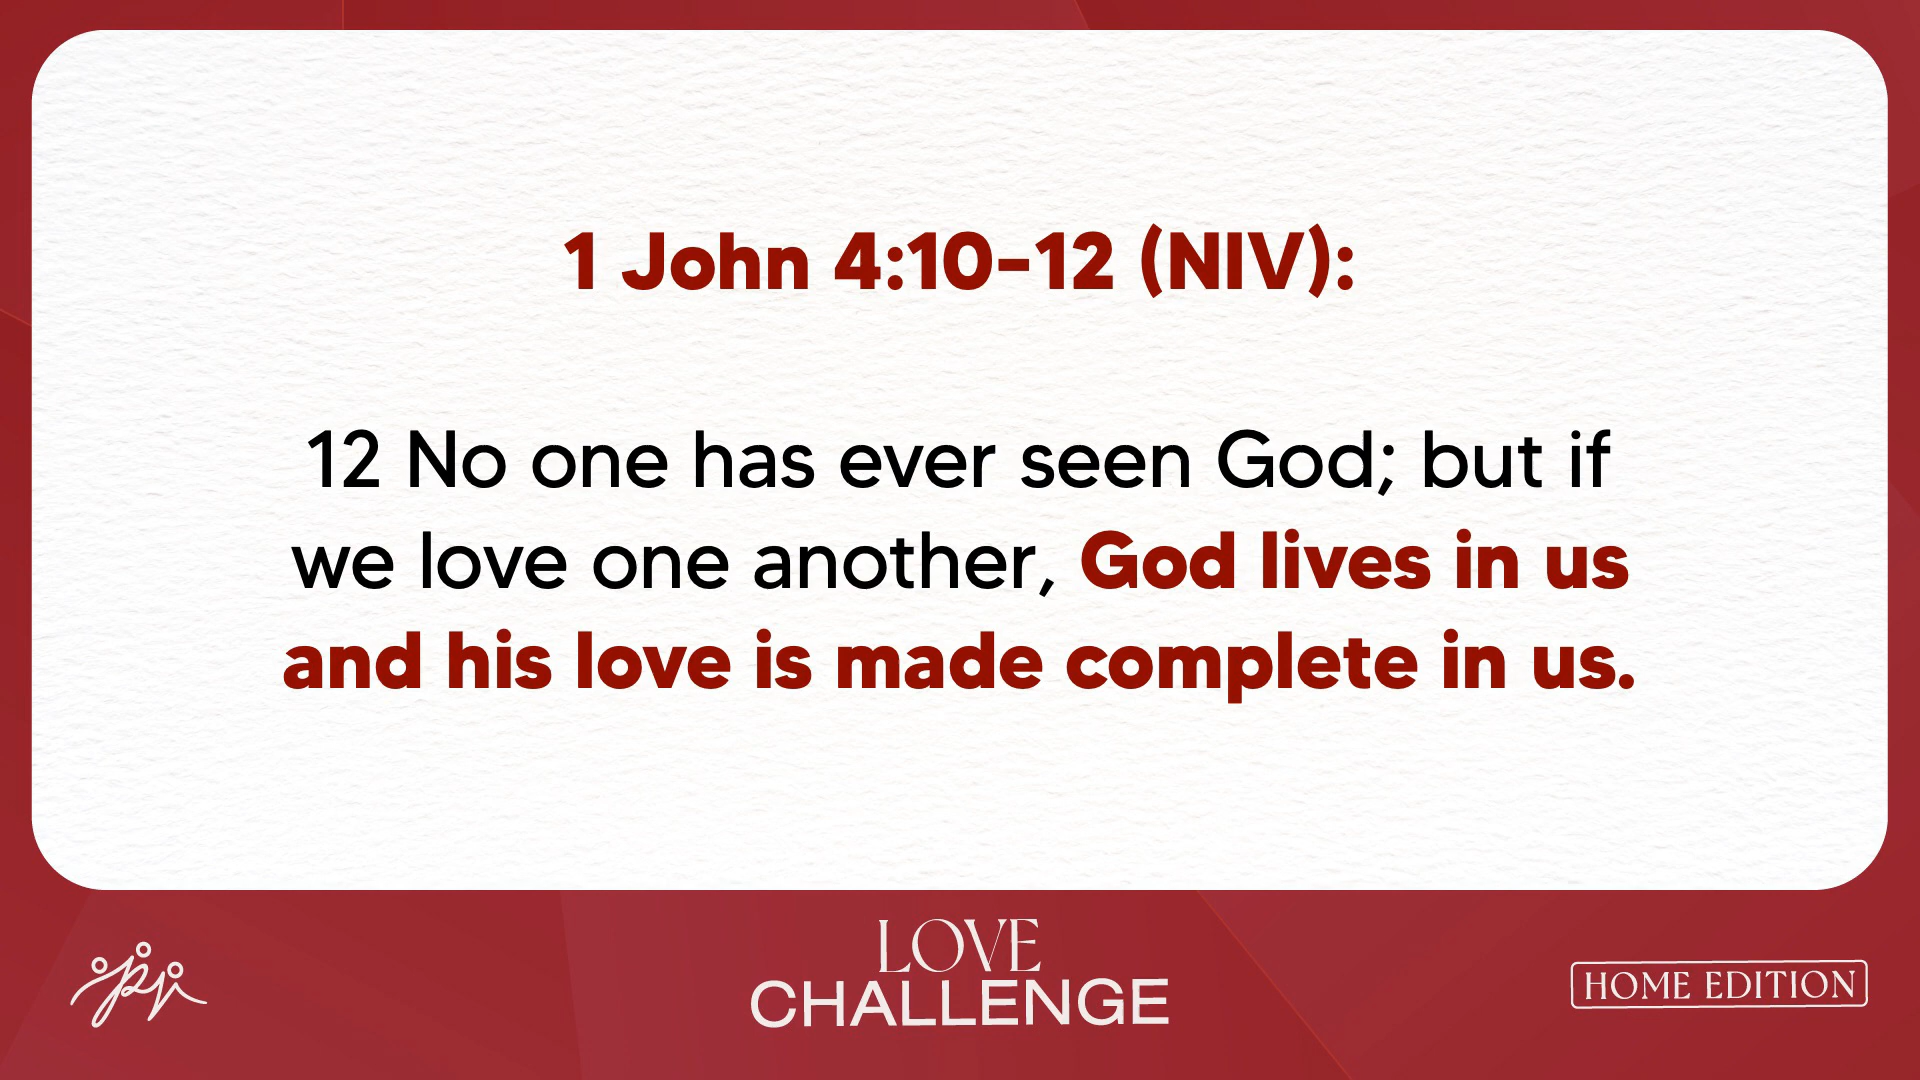 1 John 4:10-12 (NIV):
12 No one has ever seen God; but if
we love one another, God lives in us
and his love is made complete in us.
LOVE
CHALLENGE
HOME EDITION